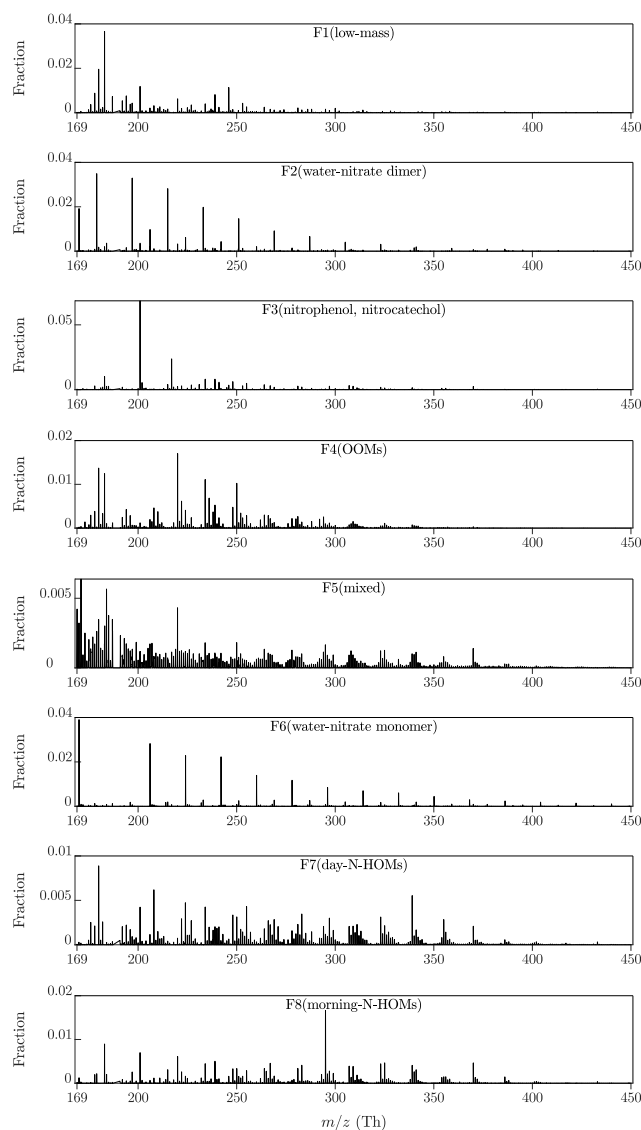 F1(low-mass)
Fraction
0.04
0.02
0
169 200 250 300 350 400 450
F2(water-nitrate dimer)
Fraction
0.04
0.02
0
169 200 250 300 350 400 450
F3(nitrophenol, nitrocatechol)
Fraction
0.05
0
169 200 250 300 350 400 450
F4(OOMs)
Fraction
0.02
0.01
0
169 200 250 300 350 400 450
F5(mixed)
Fraction
0.005
0
169 200 250 300 350 400 450
F6(water-nitrate monomer)
Fraction
0.04
0.02
0
169 200 250 300 350 400 450
F7(day-N-HOMs)
Fraction
0.01
0.005
0
169 200 250 300 350 400 450
F8(morning-N-HOMs)
Fraction
0.02
0.01
0
169 200 250 300 350 400 450
m/z (Th)